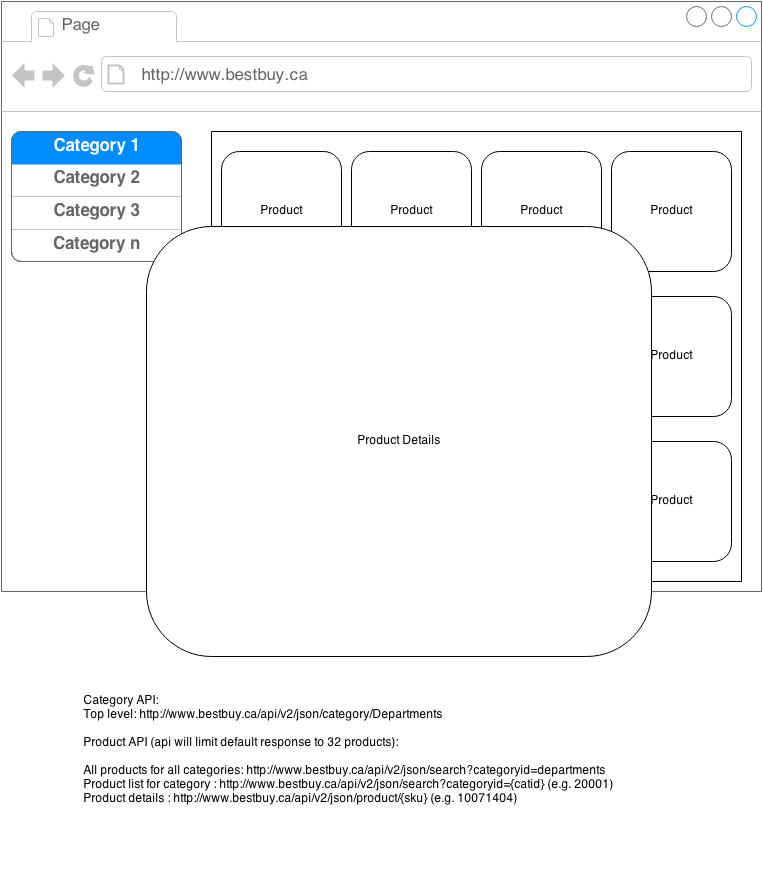 Page
http://www.bestbuy.ca
Category 1
Category 2
Category 3
Category n
Product
Product
Product
Product
Product
Product
Product Details
Category API:
Top level: http://www.bestbuy.ca/api/v2/json/category/Departments
Product API (api will limit default response to 32 products):
All products for all categories: http://www.bestbuy.ca/api/v2/json/search?categoryid=departments
Product list for category : http://www.bestbuy.ca/api/v2/json/search?categoryid={catid} (e.g. 20001)
Product details : http://www.bestbuy.ca/api/v2/json/product/{sku} (e.g. 10071404)